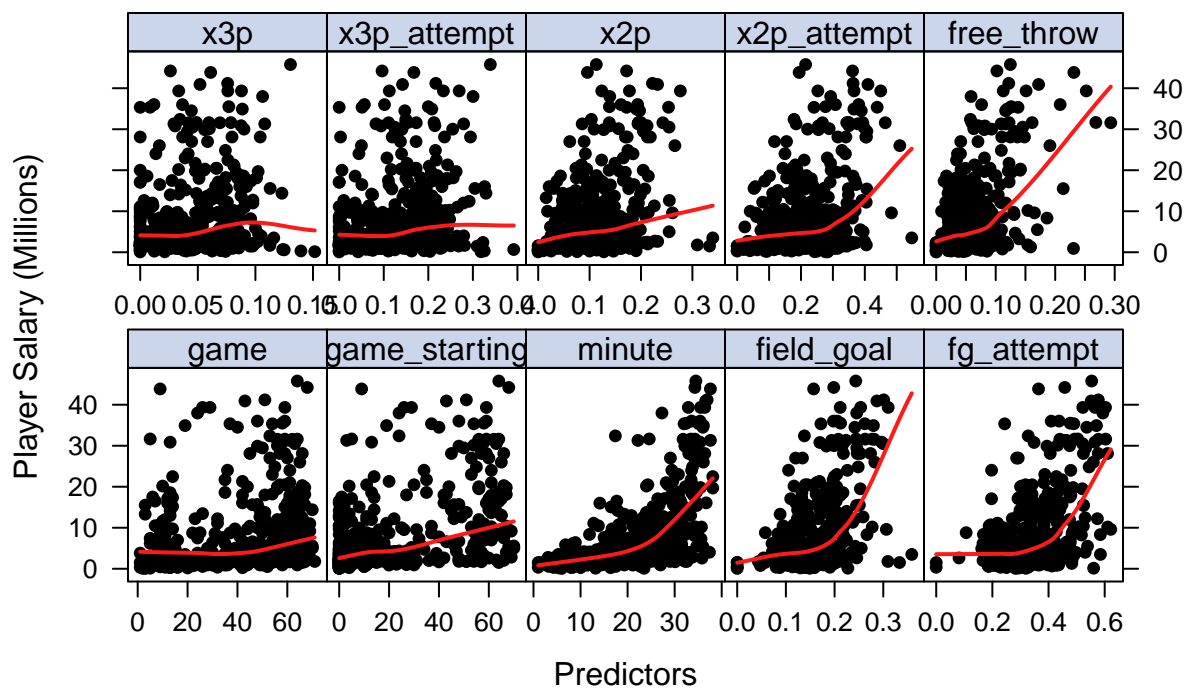 x3p x3p_attempt x2p x2p_attempt free_throw
40
30
20
10
0
0.00 0.05 0.10 0.15 0.0 0.1 0.2 0.3 0.4 0.0 0.1 0.2 0.3 0.0 0.2 0.4 0.00 0.10 0.20 0.30
game game_starting minute field_goal fg_attempt
40
30
20
10
0
0 20 40 60 0 20 40 60 0 10 20 30 0.0 0.1 0.2 0.3 0.0 0.2 0.4 0.6
Player Salary (Millions)
Predictors